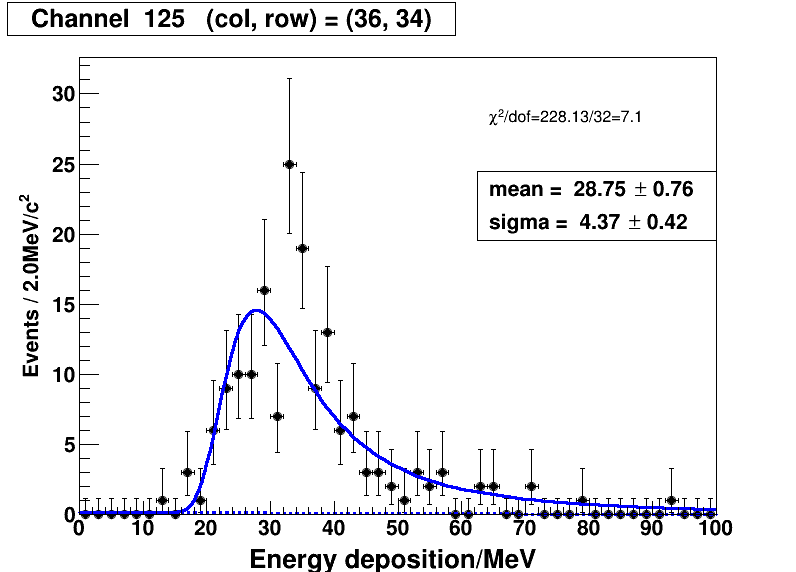 Channel 125 (col, row) = (36, 34)
χ²/dof=228.13/32=7.1
mean = 28.75 ± 0.76
sigma = 4.37 ± 0.42
Events / 2.0MeV/c²
30
25
20
15
10
5
0
0 10 20 30 40 50 60 70 80 90 100
Energy deposition/MeV